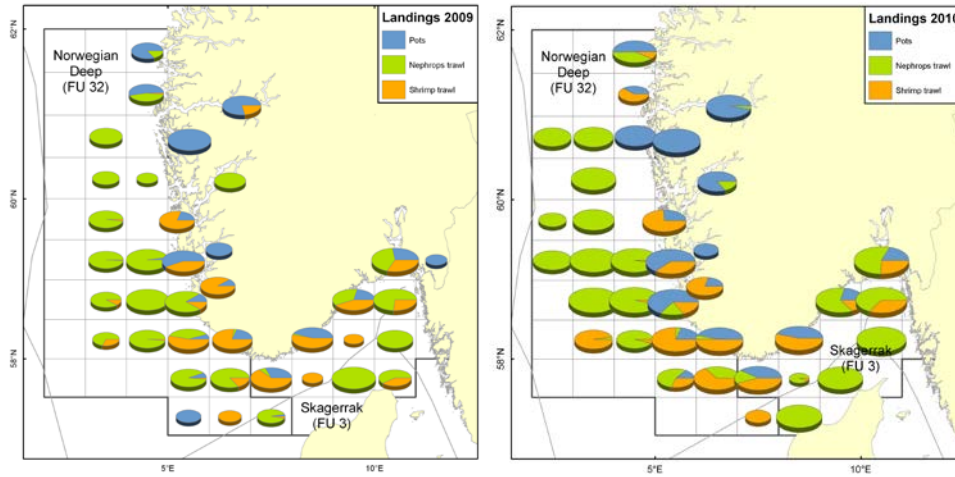 Landings 2009
Pots
Nephrops trawl
Shrimp trawl
Norwegian
Deep
(FU 32)
Skagerrak
(FU 3)
62°N
60°N
58°N
5°E
10°E
Landings 2010
Pots
Nephrops trawl
Shrimp trawl
Norwegian
Deep
(FU 32)
Skagerrak
(FU 3)
62°N
60°N
58°N
5°E
10°E